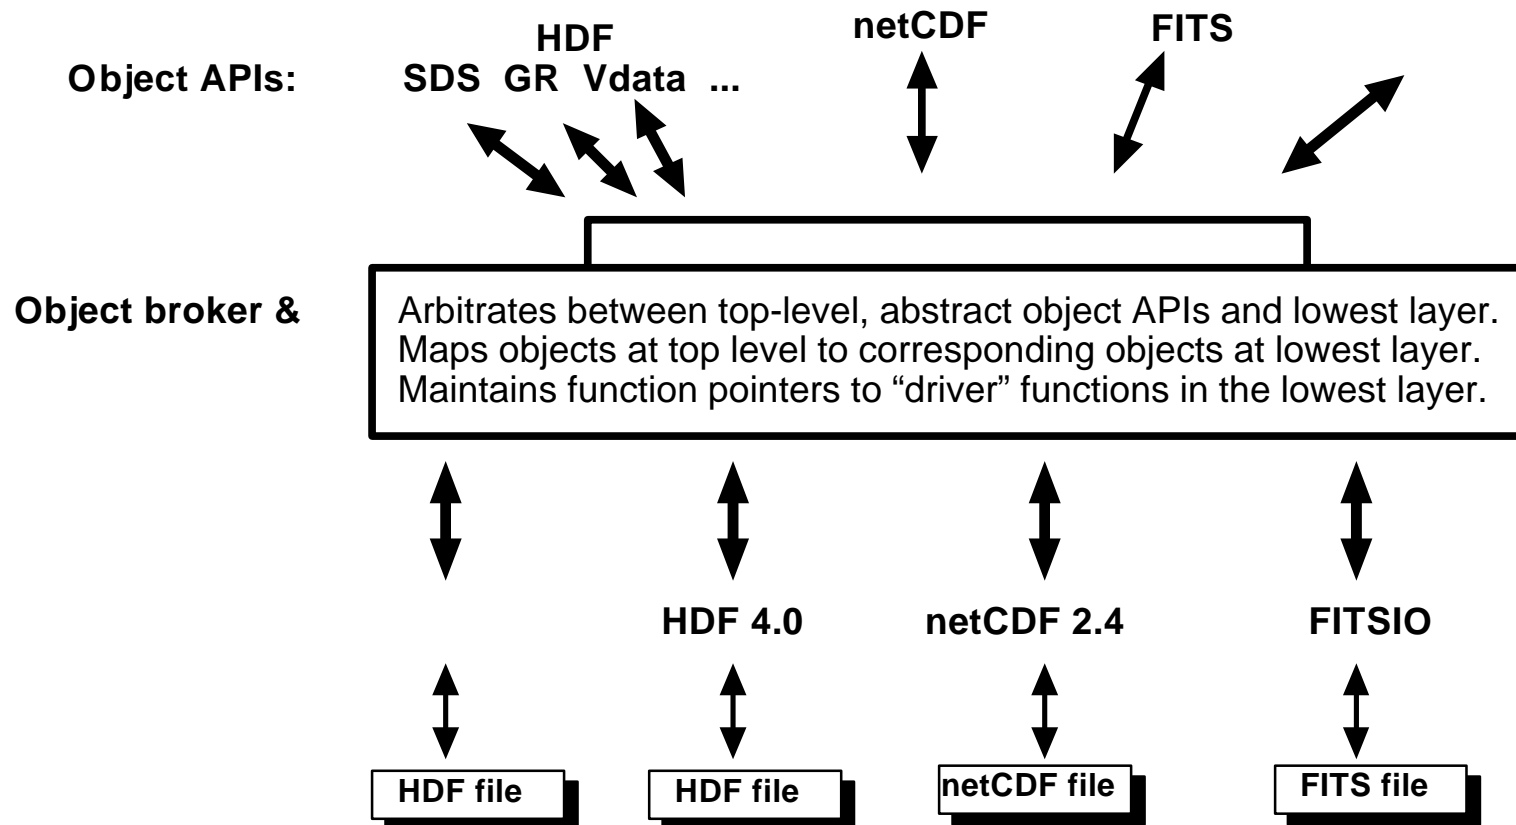 HDF
netCDF
FITS
Object APIs:
SDS GR Vdata ...
Object broker &
Arbitrates between top-level, abstract object APIs and lowest layer.
Maps objects at top level to corresponding objects at lowest layer.
Maintains function pointers to “driver” functions in the lowest layer.
HDF 4.0
netCDF 2.4
FITSIO
HDF file
HDF file
netCDF file
FITS file